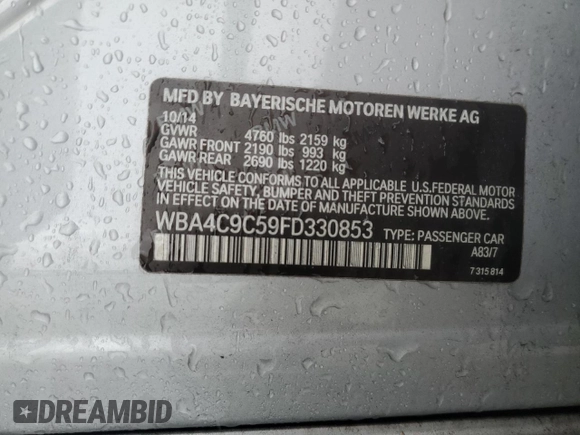 MFD BY BAYERISCHE MOTOREN WERKE AG
10/14
GVWR 4760 lbs 2159 kg
GAWR FRONT 2190 lbs 993 kg
GAWR REAR 2690 lbs 1220 kg
THIS VEHICLE CONFORMS TO ALL APPLICABLE U.S.FEDERAL MOTOR
VEHICLE SAFETY, BUMPER AND THEFT PREVENTION STANDARDS
IN EFFECT ON THE DATE OF MANUFACTURE SHOWN ABOVE.
WBA4C9C59FD330853 TYPE: PASSENGER CAR
A83/7
7 315 814
DREAMBID